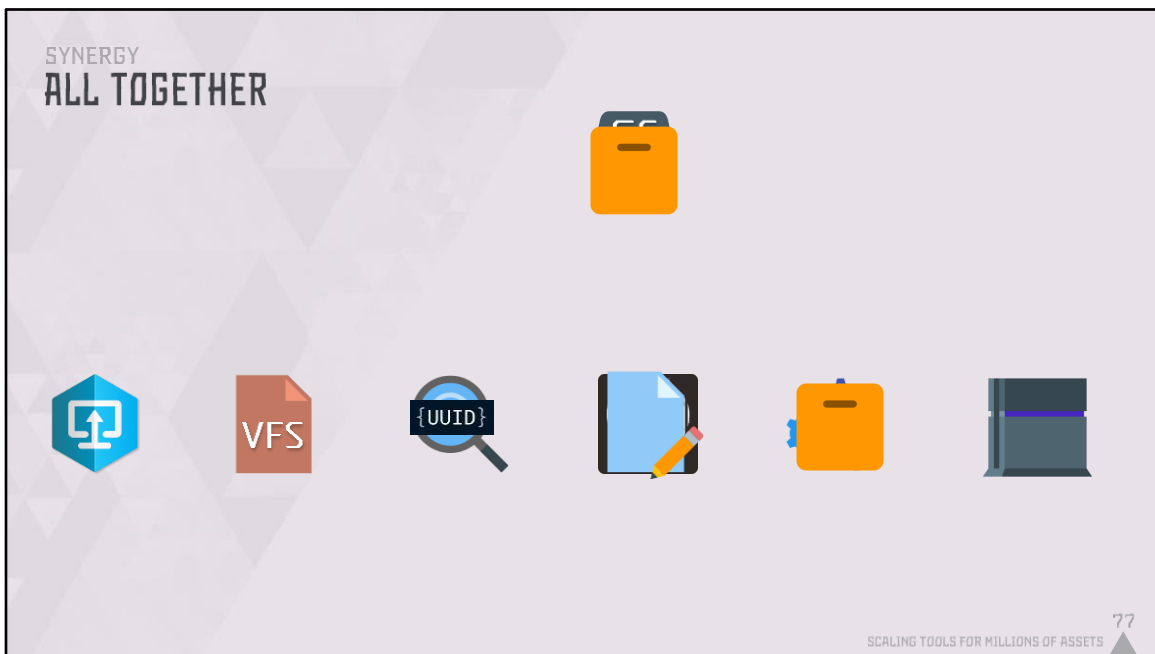 SYNERGY
ALL TOGETHER
VFS
{UUID}
77
SCALING TOOLS FOR MILLIONS OF ASSETS